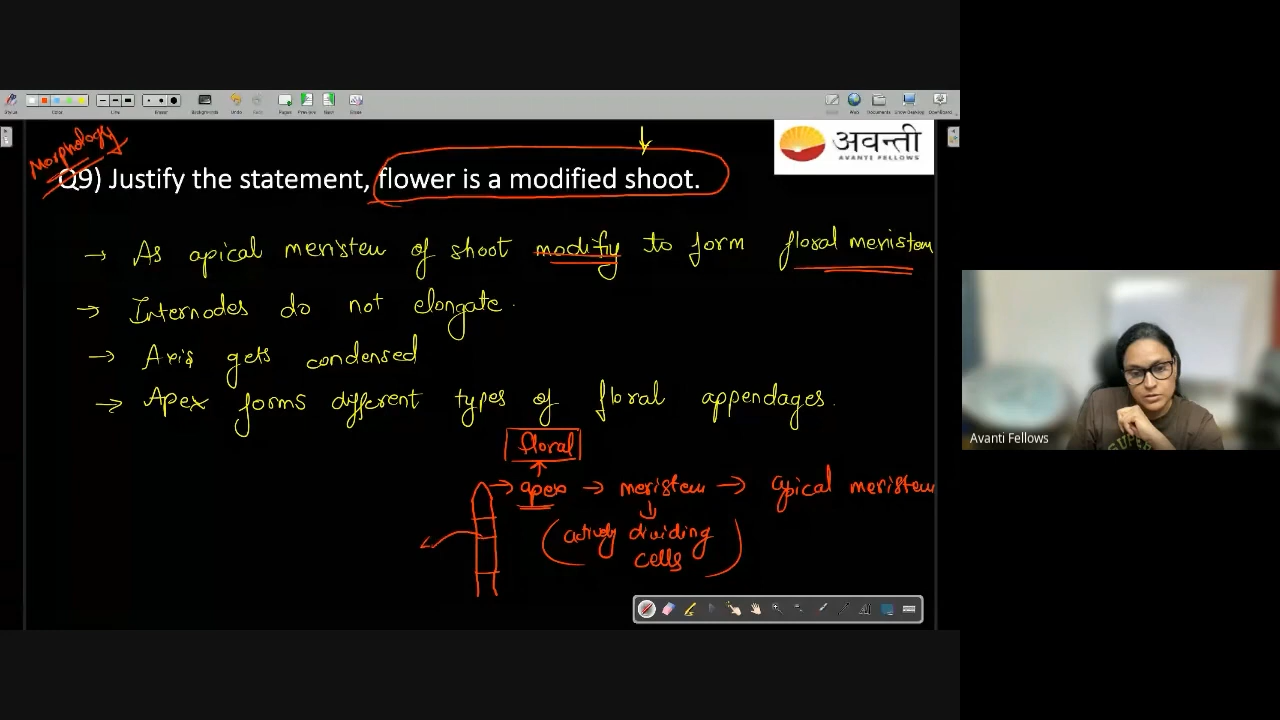 Morphology
Q9) Justify the statement, flower is a modified shoot.
अवन्ती
AVANTI FELLOWS
→ As apical meristem of shoot modify to form floral meristem
→ Internodes do not elongate.
→ Axis gets condensed
→ Apex forms different types of floral appendages.
floral
→ apex → meristem → apical meristem
(actively dividing
cells)
Avanti Fellows
SUPER